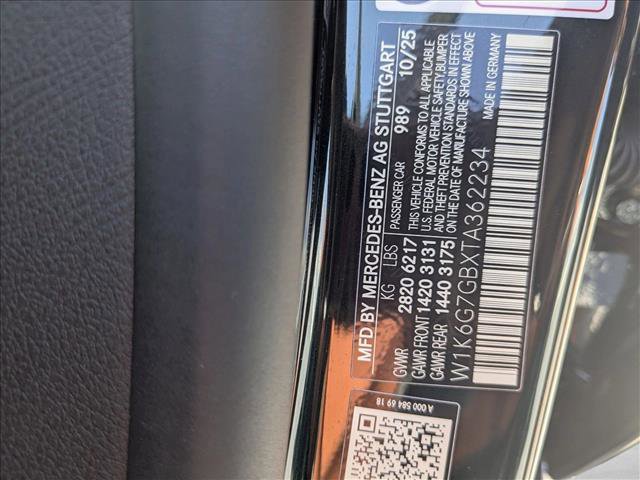 MFD BY MERCEDES-BENZ AG STUTTGART
PASSENGER CAR 989 10/25
KG LBS
GVWR 2820 6217
GAWR FRONT 1420 3131
GAWR REAR 1440 3175
THIS VEHICLE CONFORMS TO ALL APPLICABLE
U.S. FEDERAL MOTOR VEHICLE SAFETY, BUMPER
AND THEFT PREVENTION STANDARDS IN EFFECT
ON THE DATE OF MANUFACTURE SHOWN ABOVE
MADE IN GERMANY
W1K6G7GBXTA362234
A 000 584 69 18